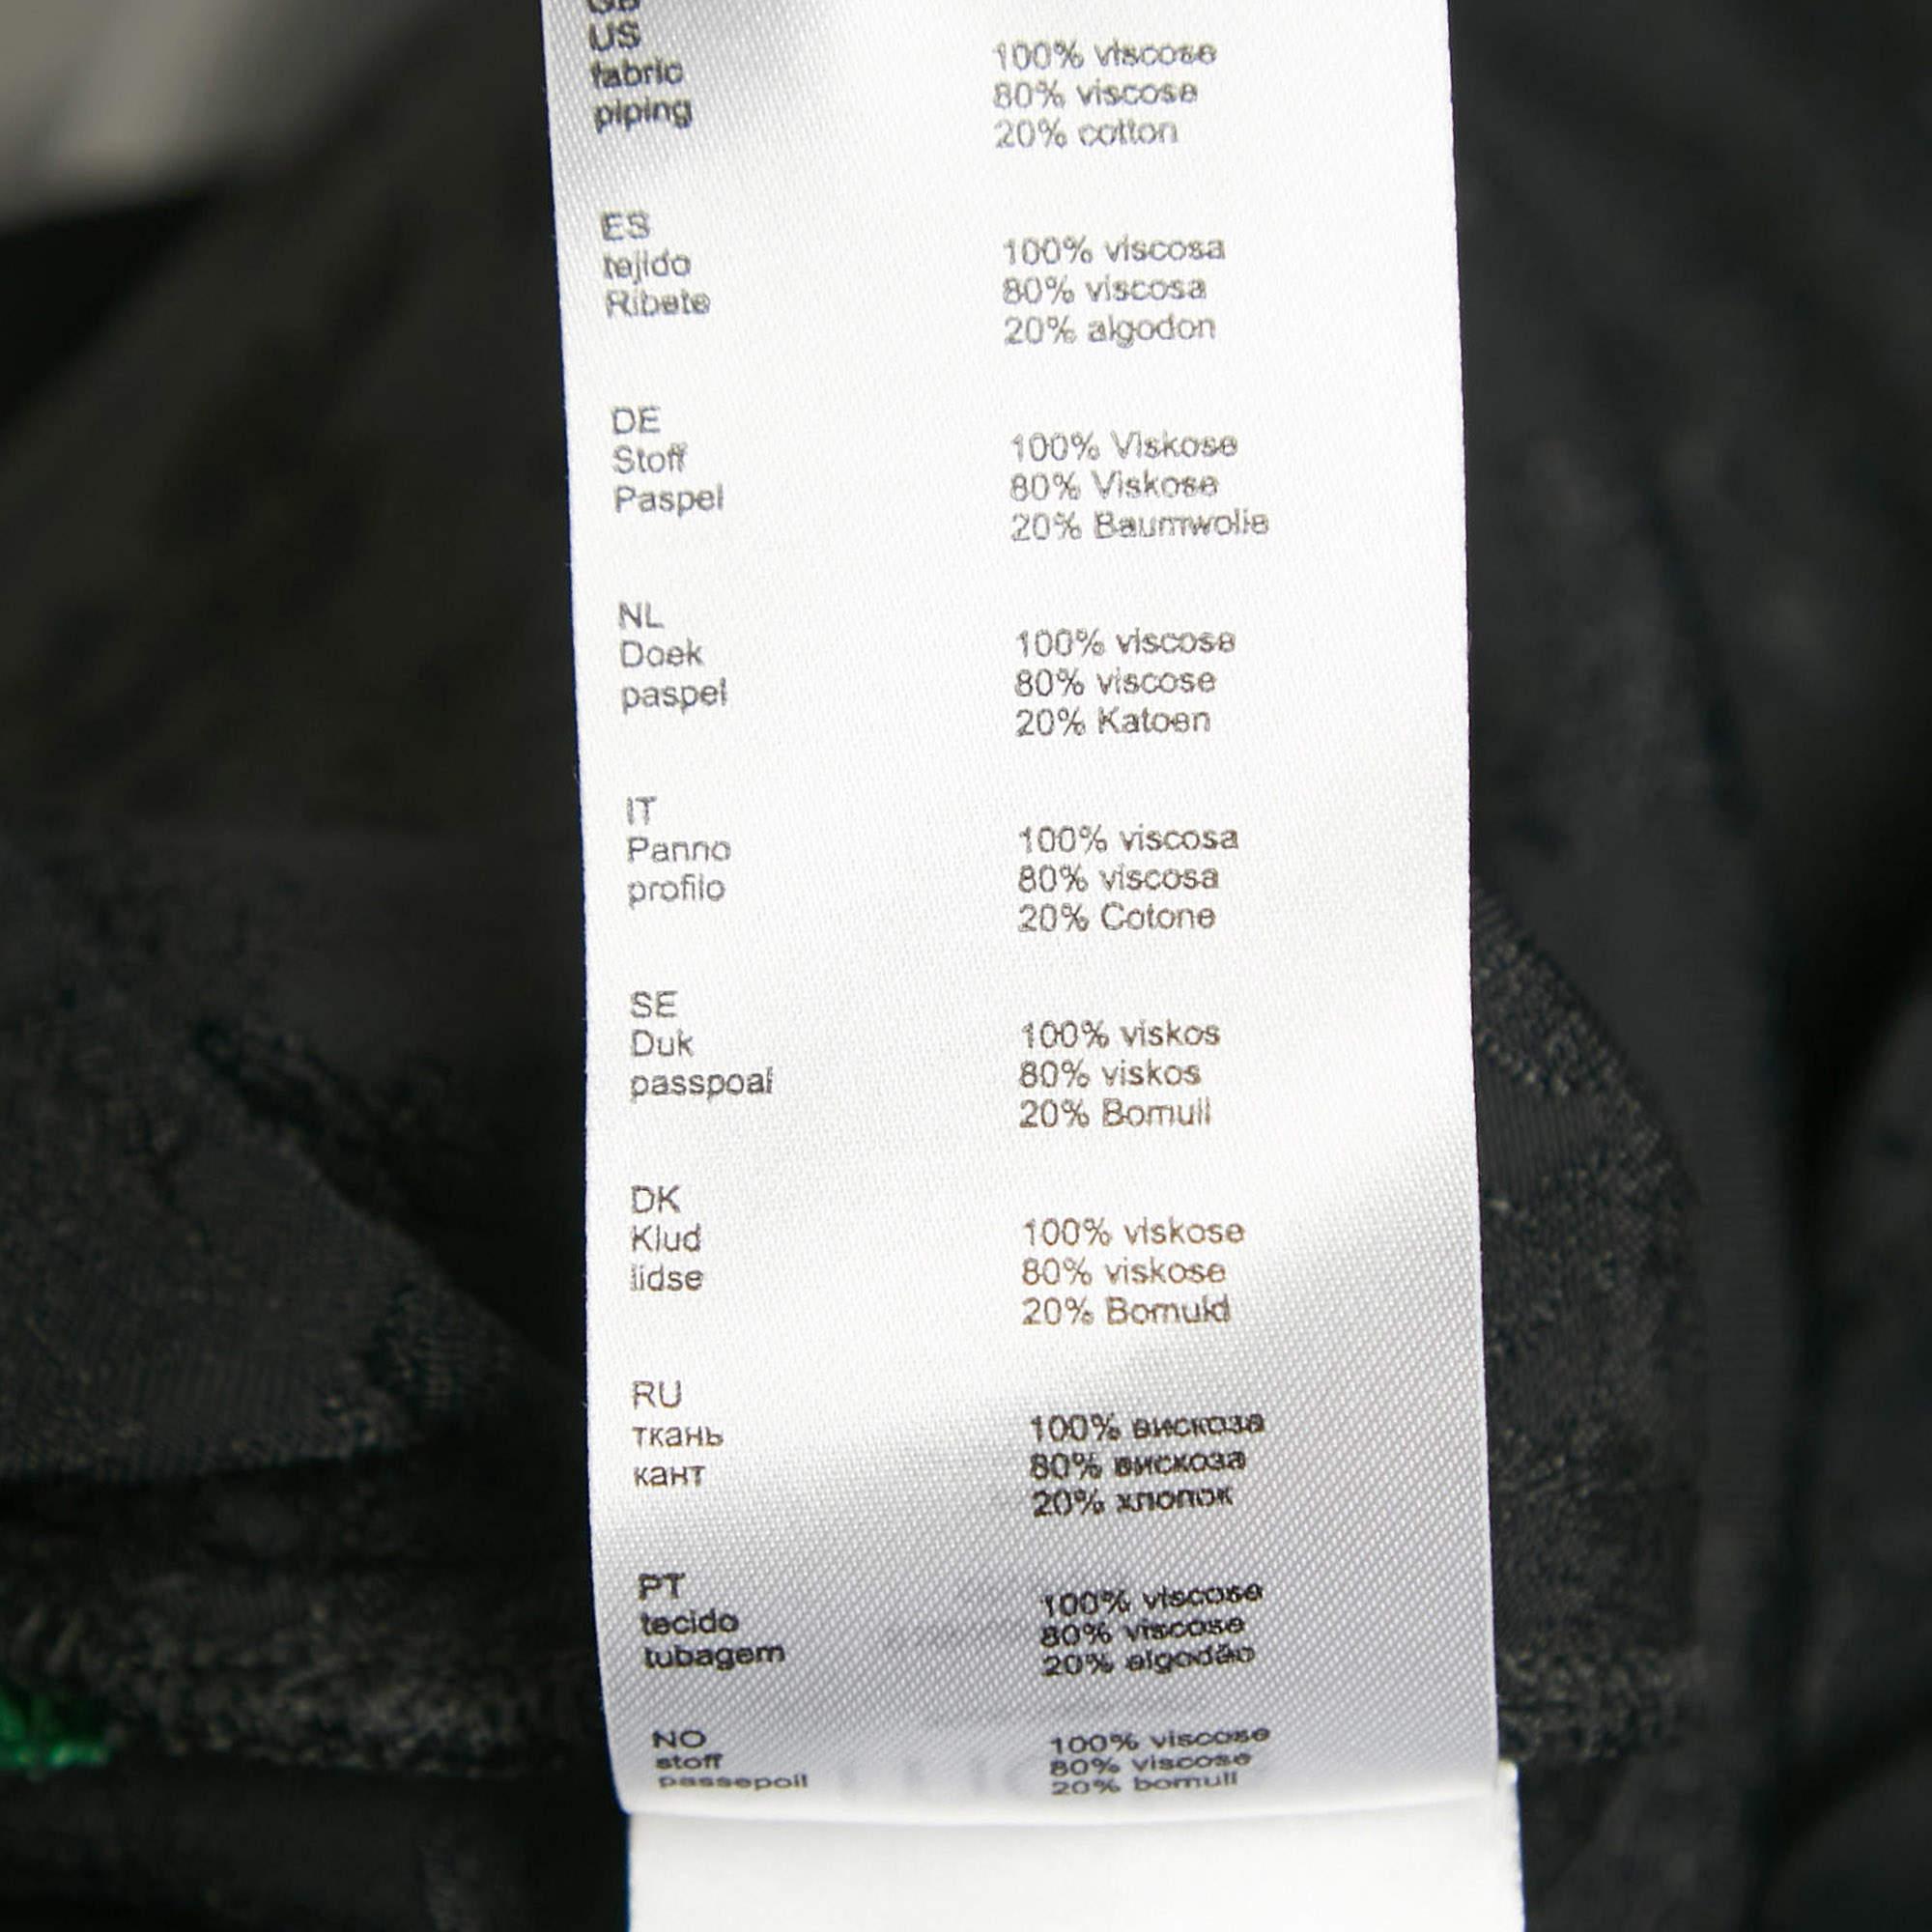 GB
US
fabric 100% viscose
piping 80% viscose
20% cotton
ES
tejido 100% viscosa
Ribete 80% viscosa
20% algodon
DE
Stoff 100% Viskose
Paspel 80% Viskose
20% Baumwolle
NL
Doek 100% viscose
paspel 80% viscose
20% Katoen
IT
Panno 100% viscosa
profilo 80% viscosa
20% Cotone
SE
Duk 100% viskos
passpoal 80% viskos
20% Bomull
DK
Klud 100% viskose
lidse 80% viskose
20% Bomuld
RU
ткань 100% вискоза
кант 80% вискоза
20% хлопок
PT
tecido 100% viscose
tubagem 80% viscose
20% algodão
NO
stoff 100% viscose
passepoil 80% viscose
20% bomull